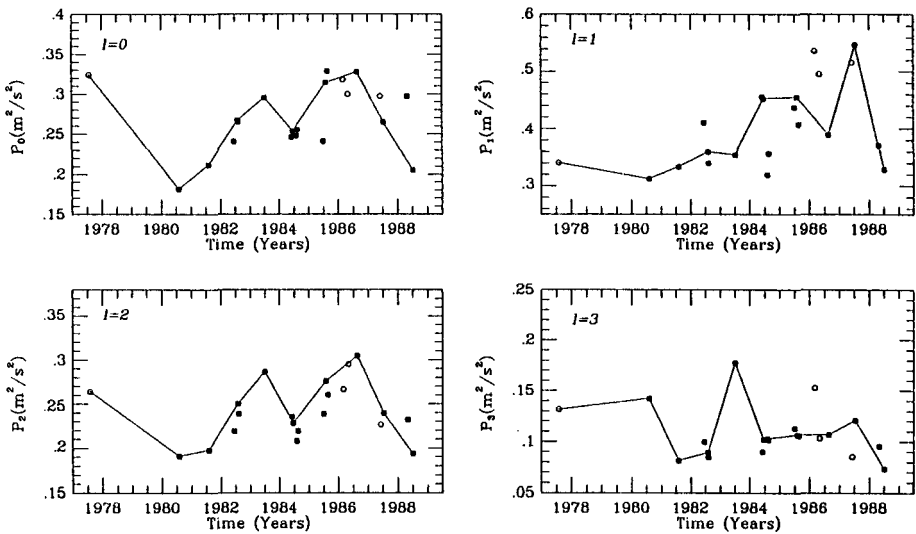 .4
.35
.3
.25
.2
.15
P₀(m²/s²)
l=0
1978 1980 1982 1984 1986 1988
Time (Years)
.6
.5
.4
.3
P₁(m²/s²)
l=1
1978 1980 1982 1984 1986 1988
Time (Years)
.35
.3
.25
.2
.15
P₂(m²/s²)
l=2
1978 1980 1982 1984 1986 1988
Time (Years)
.25
.2
.15
.1
.05
P₃(m²/s²)
l=3
1978 1980 1982 1984 1986 1988
Time (Years)